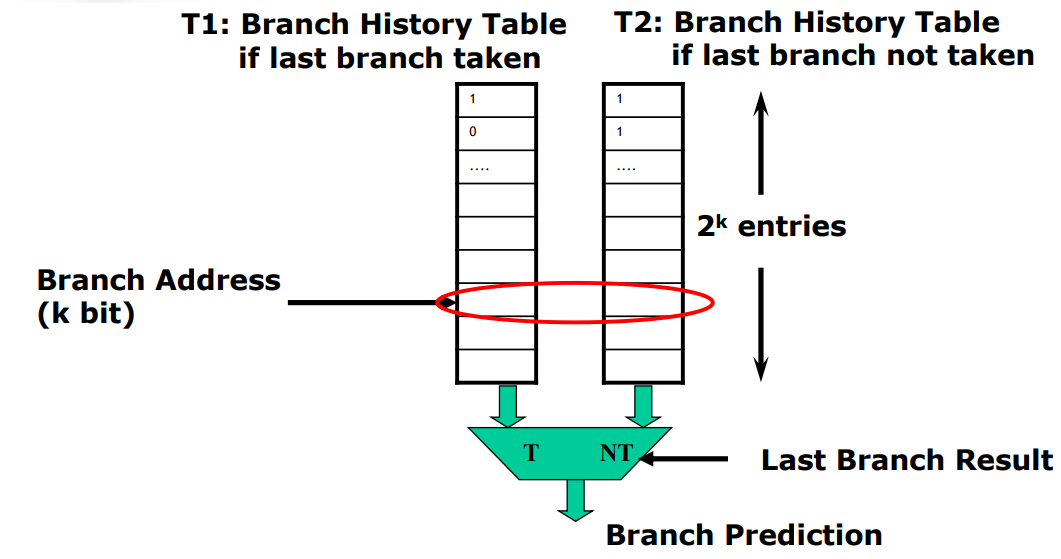 T1: Branch History Table
if last branch taken
T2: Branch History Table
if last branch not taken
1
0
....
1
1
....
2ᵏ entries
Branch Address
(k bit)
T
NT
Last Branch Result
Branch Prediction